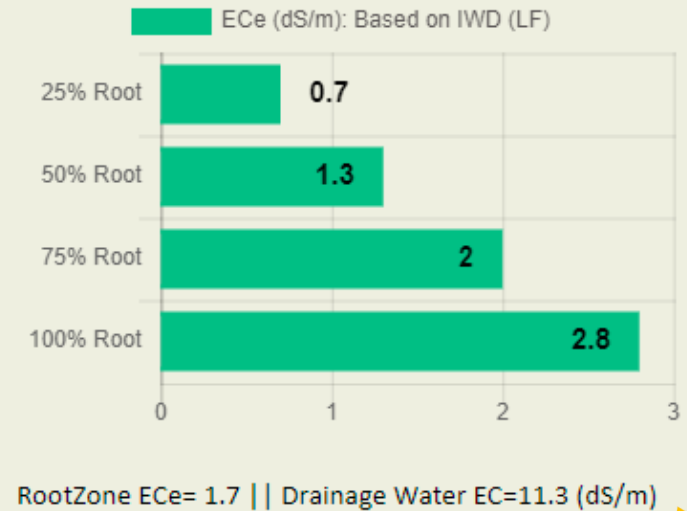 ECe (dS/m): Based on IWD (LF)
25% Root 0.7
50% Root 1.3
75% Root 2
100% Root 2.8
0 1 2 3
RootZone ECe= 1.7 || Drainage Water EC=11.3 (dS/m)